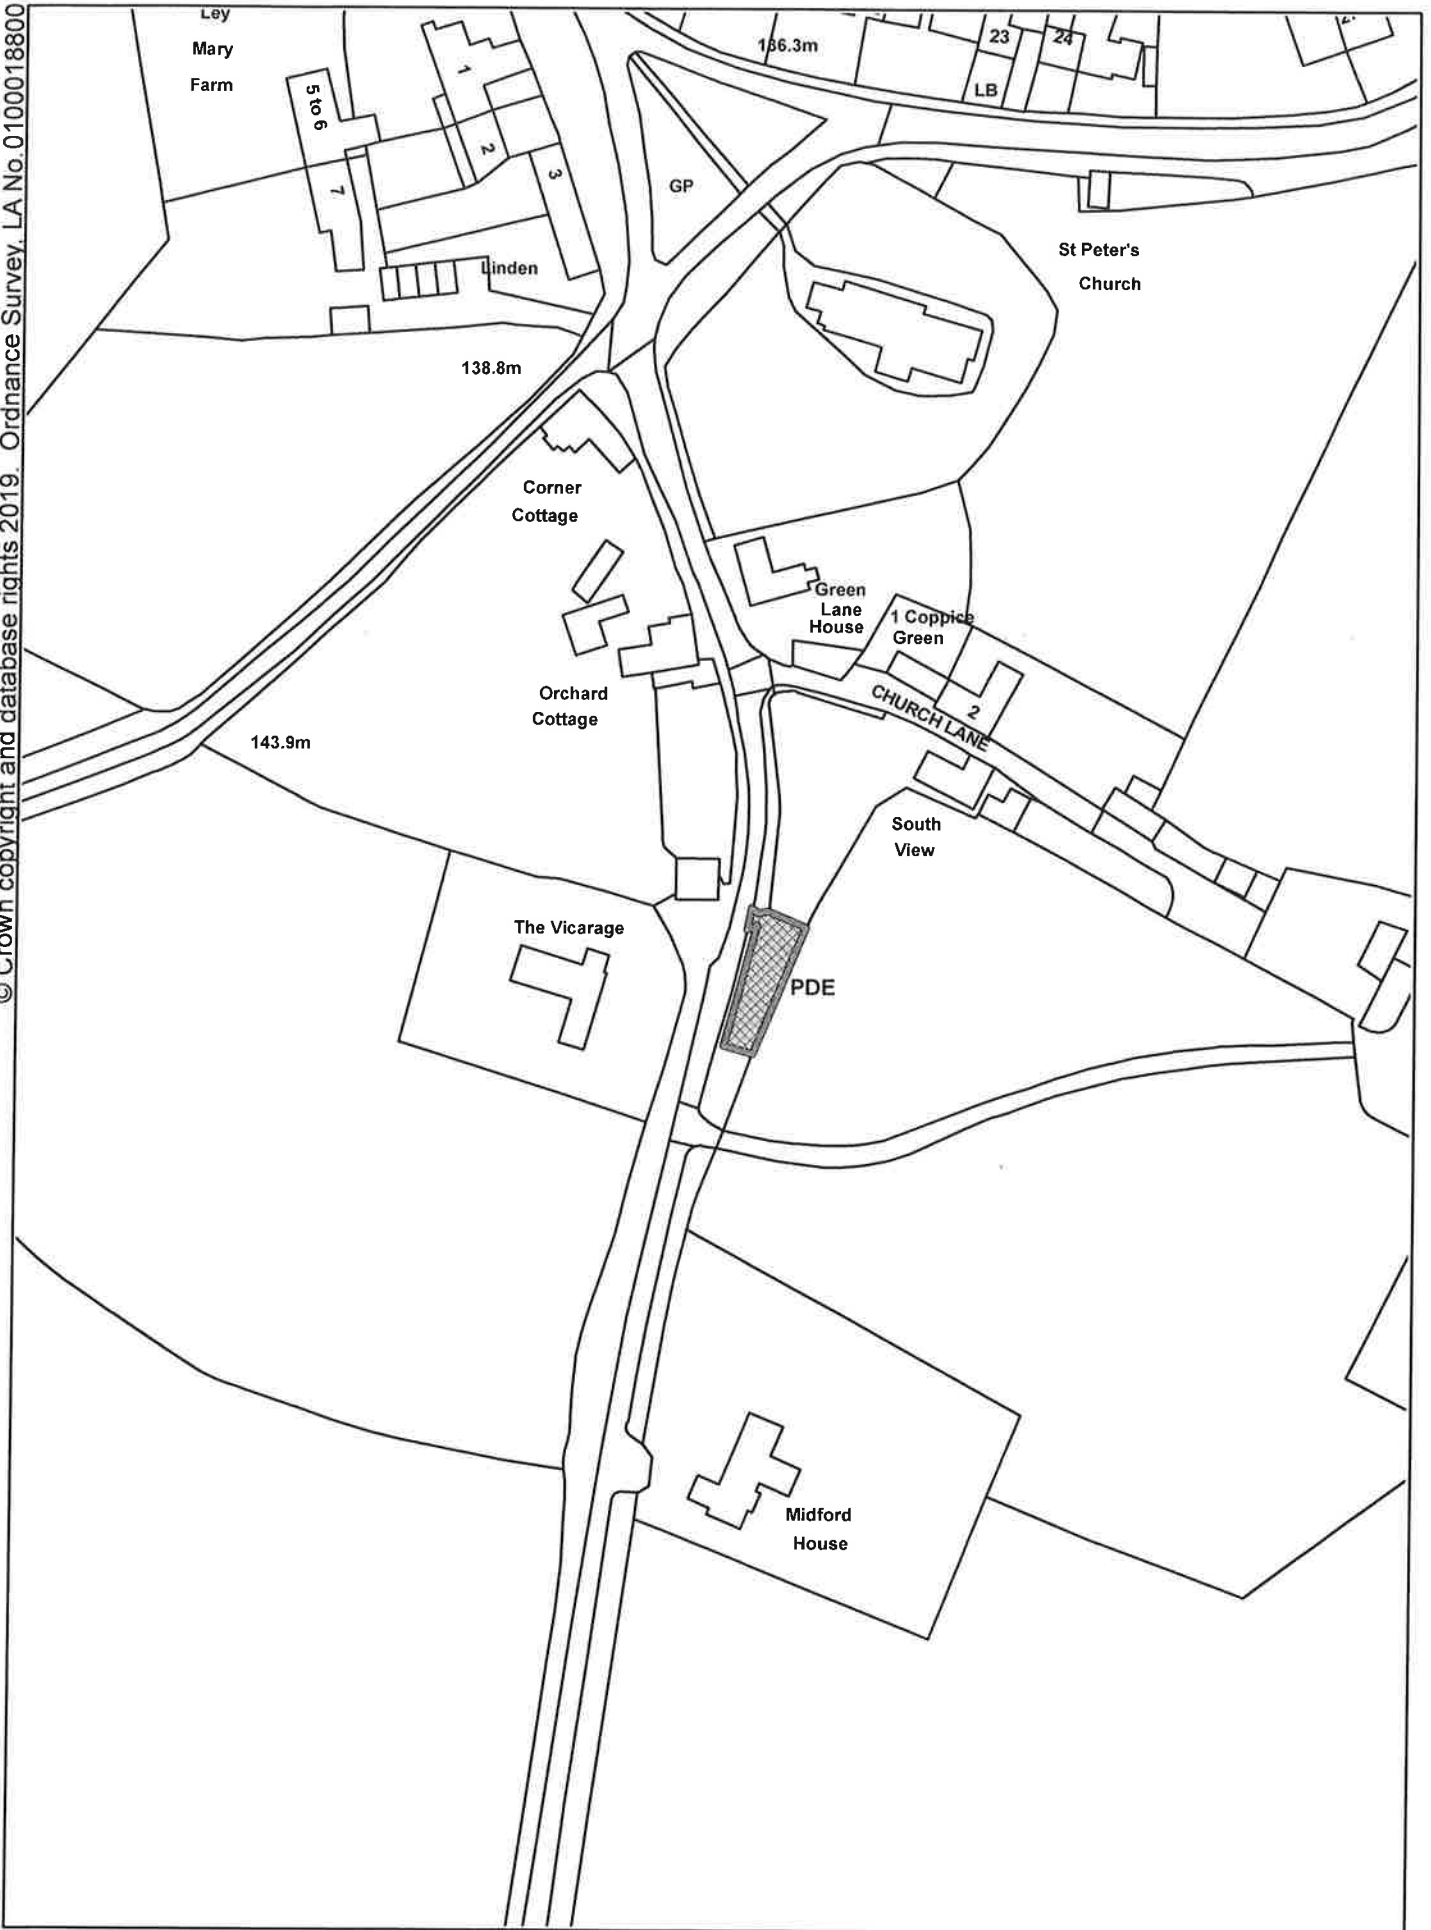 © Crown copyright and database rights 2019. Ordnance Survey, LA No.0100018800
Ley
Mary
Farm
5 to 6
7
1
2
3
Linden
136.3m
23
24
LB
GP
St Peter's
Church
138.8m
Corner
Cottage
Green
Lane
House
1 Coppice
Green
2
CHURCH LANE
Orchard
Cottage
143.9m
South
View
The Vicarage
PDE
Midford
House